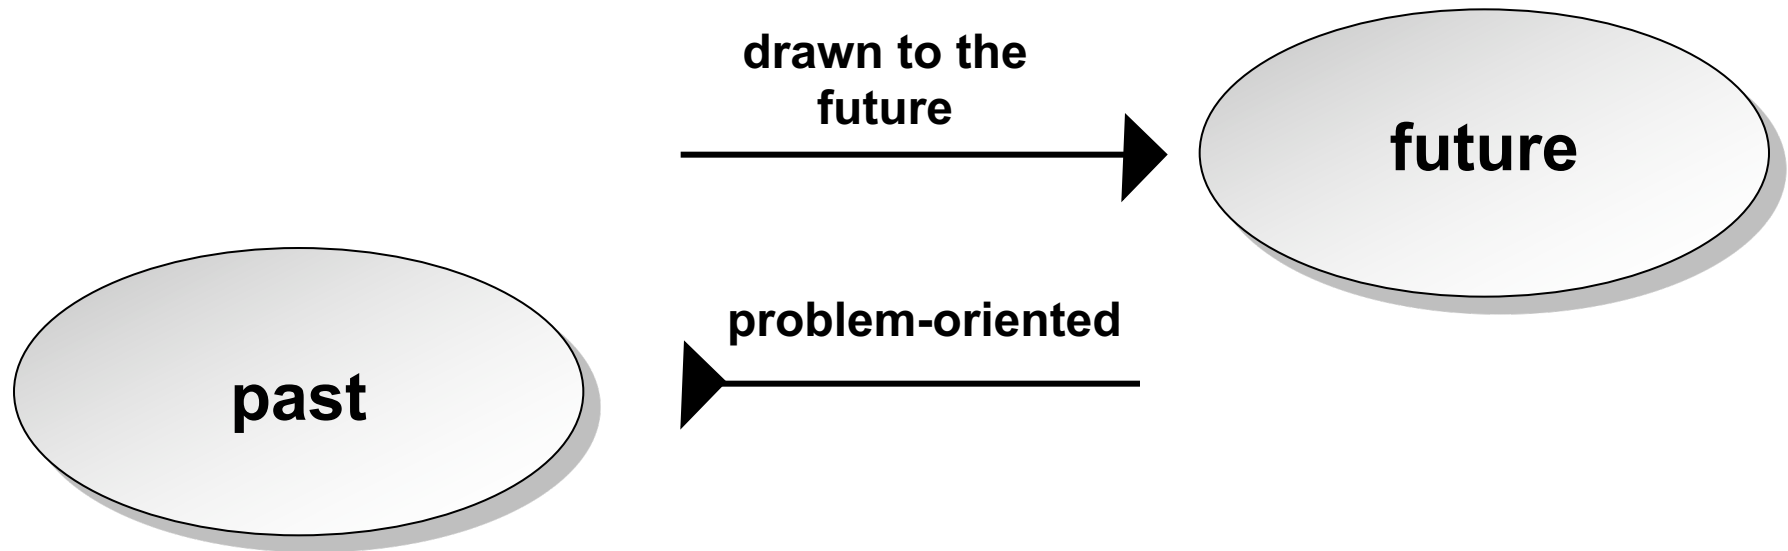 drawn to the
future
future
problem-oriented
past